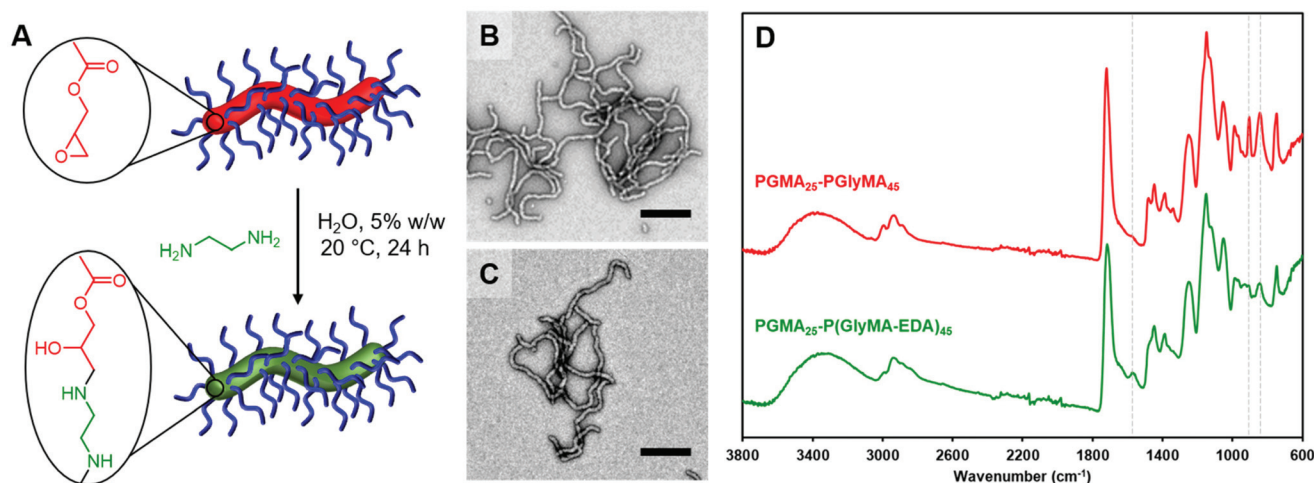 A
O
O
O
H₂O, 5% w/w
20 °C, 24 h
H₂N
NH₂
O
O
HO
HN
NH
B
C
D
PGMA₂₅-PGlyMA₄₅
PGMA₂₅-P(GlyMA-EDA)₄₅
3800 3400 3000 2600 2200 1800 1400 1000 600
Wavenumber (cm⁻¹)